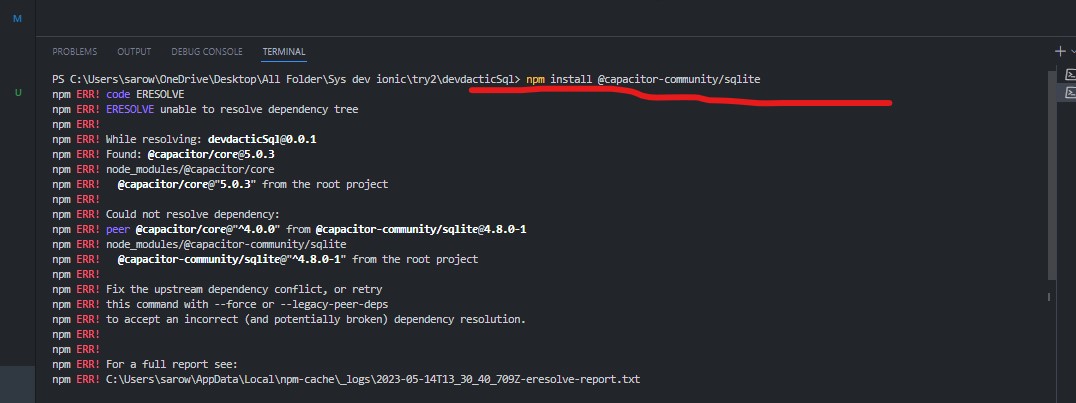 M
PROBLEMS OUTPUT DEBUG CONSOLE TERMINAL
PS C:\Users\sarow\OneDrive\Desktop\All Folder\Sys dev ionic\try2\devdacticSql> npm install @capacitor-community/sqlite
npm ERR! code ERESOLVE
npm ERR! ERESOLVE unable to resolve dependency tree
npm ERR!
npm ERR! While resolving: devdacticSql@0.0.1
npm ERR! Found: @capacitor/core@5.0.3
npm ERR! node_modules/@capacitor/core
npm ERR!   @capacitor/core@"5.0.3" from the root project
npm ERR!
npm ERR! Could not resolve dependency:
npm ERR! peer @capacitor/core@"^4.0.0" from @capacitor-community/sqlite@4.8.0-1
npm ERR! node_modules/@capacitor-community/sqlite
npm ERR!   @capacitor-community/sqlite@"^4.8.0-1" from the root project
npm ERR!
npm ERR! Fix the upstream dependency conflict, or retry
npm ERR! this command with --force or --legacy-peer-deps
npm ERR! to accept an incorrect (and potentially broken) dependency resolution.
npm ERR!
npm ERR!
npm ERR! For a full report see:
npm ERR! C:\Users\sarow\AppData\Local\npm-cache\_logs\2023-05-14T13_30_40_709Z-eresolve-report.txt
U